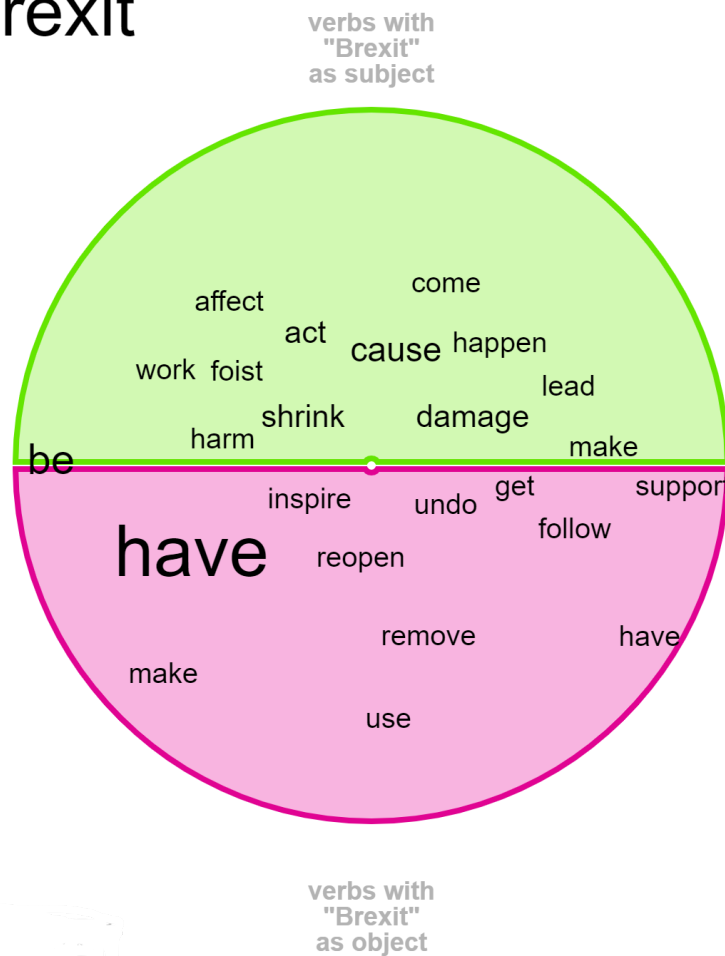 rexit
verbs with
"Brexit"
as subject
come
affect
act
cause happen
work foist
lead
shrink damage
harm
make
be
inspire undo get suppor
follow
have
reopen
remove have
make
use
verbs with
"Brexit"
as object